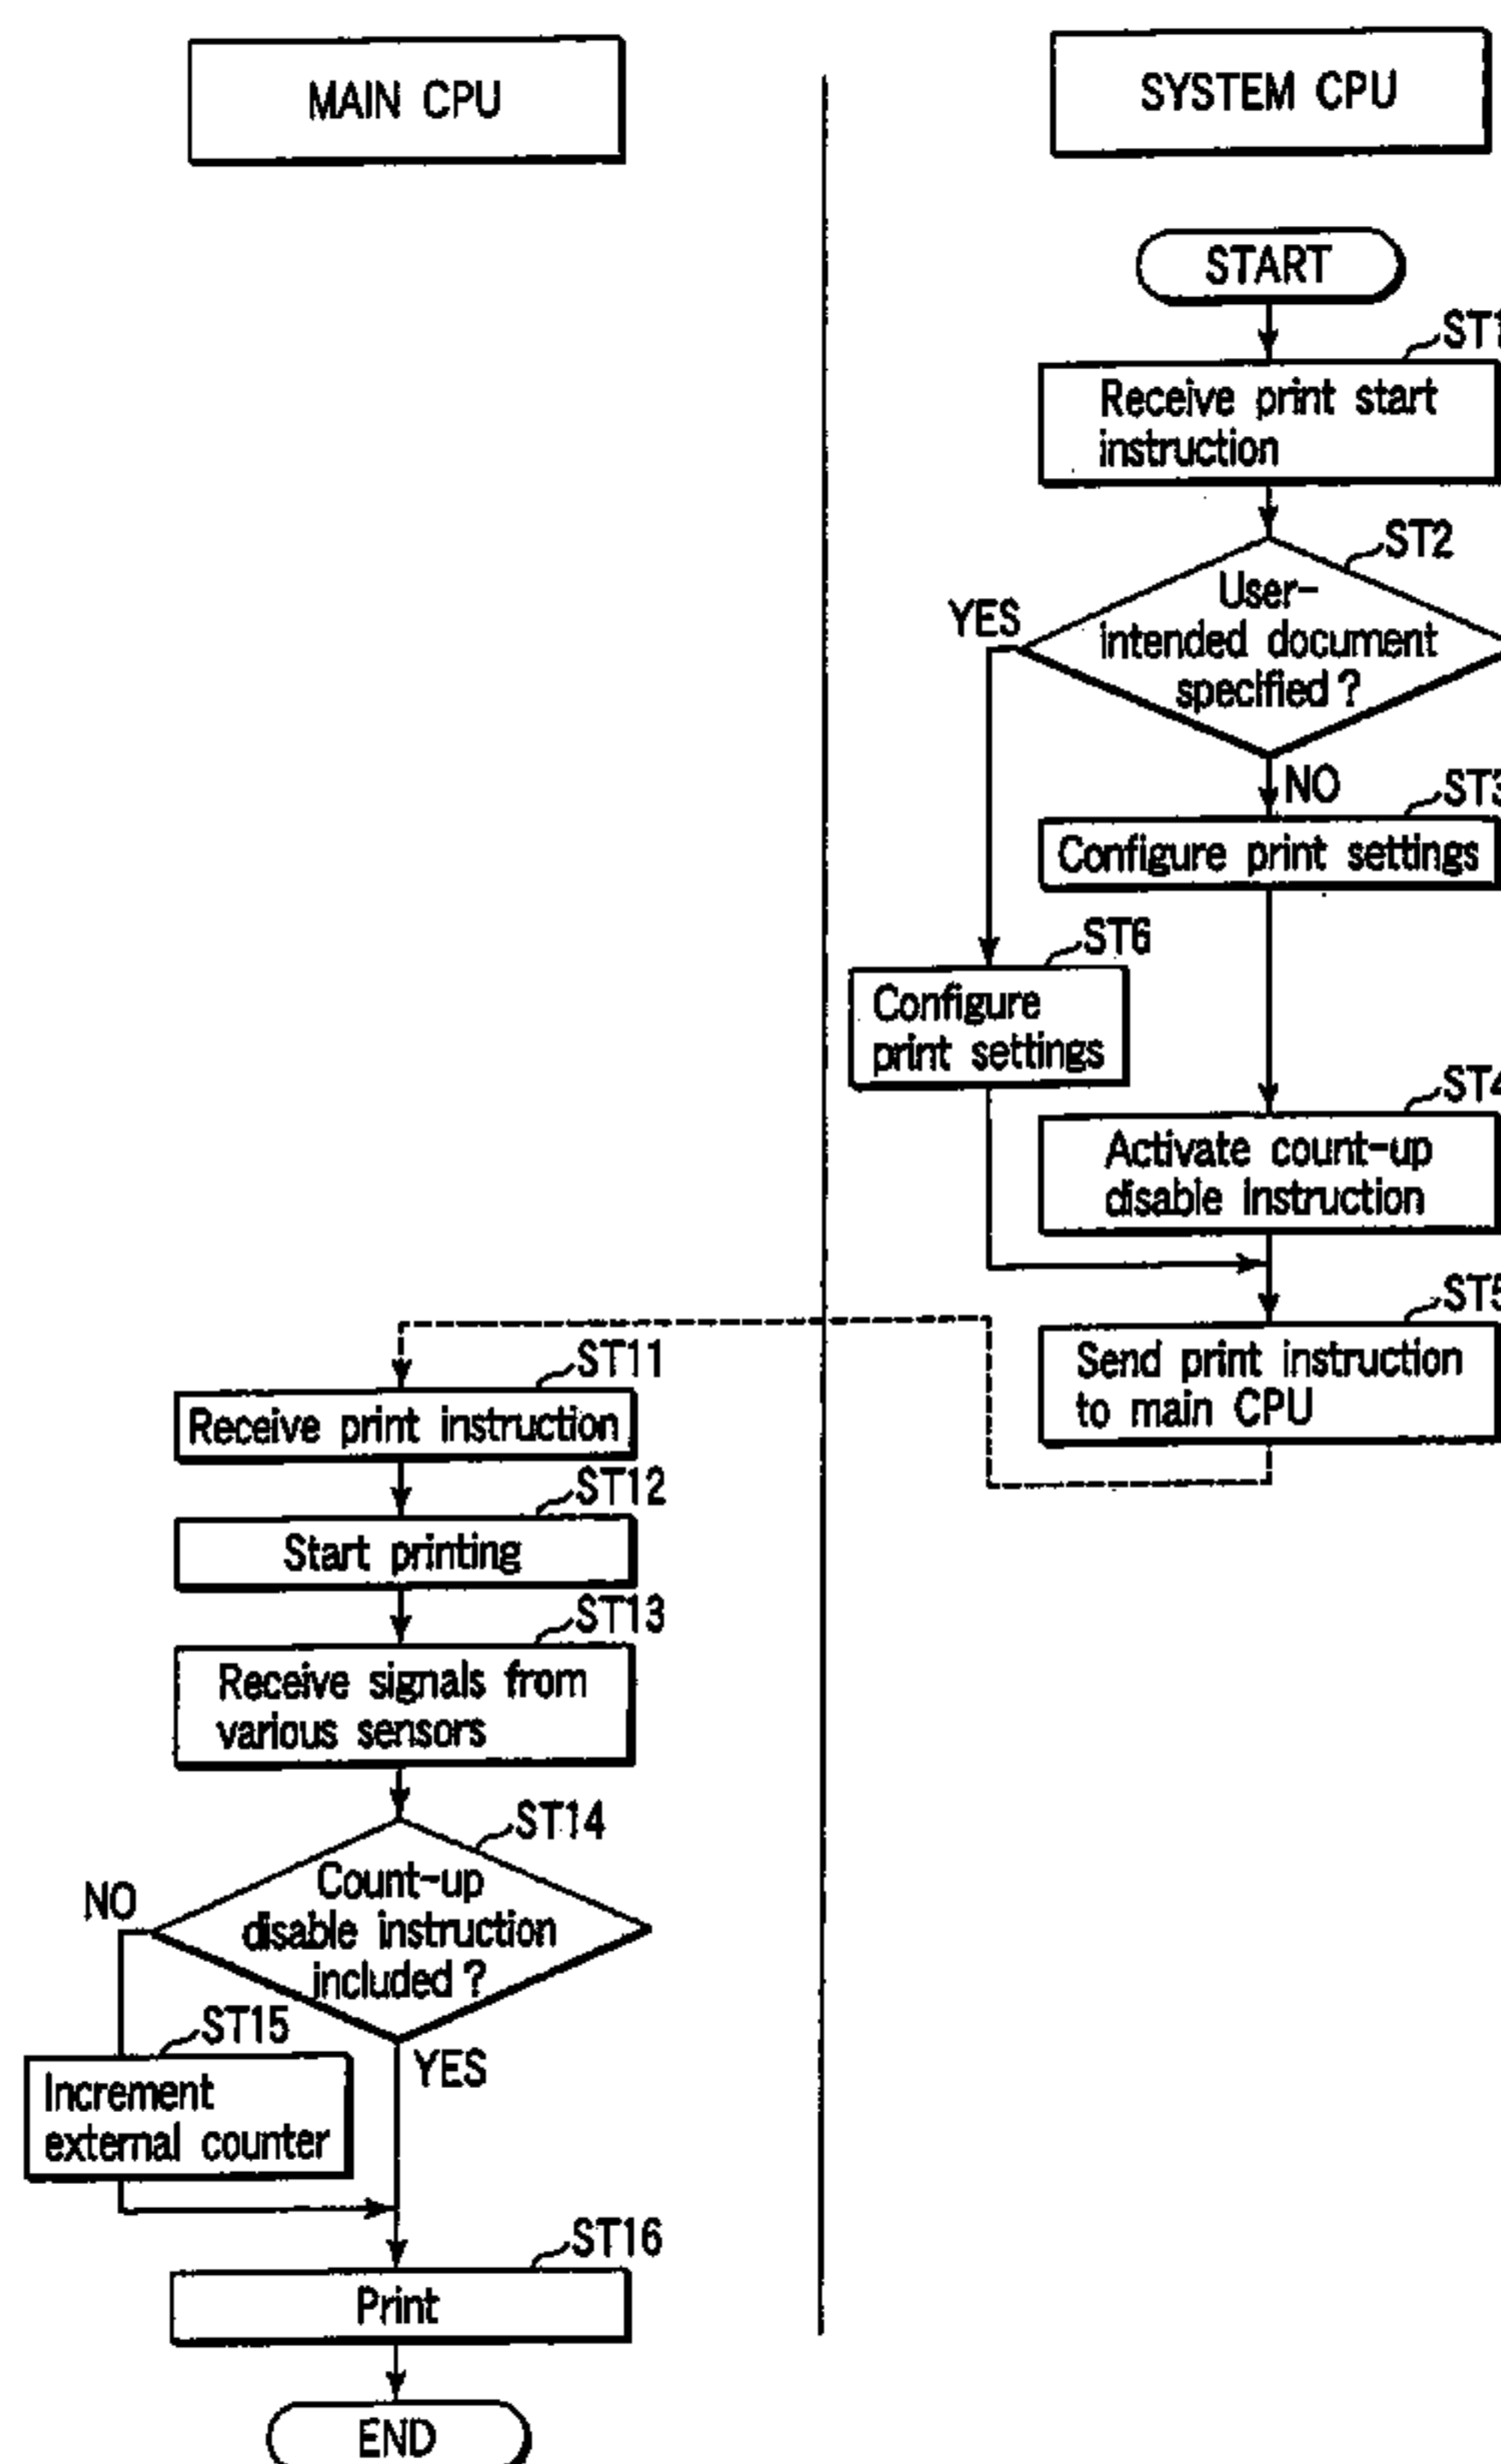 MAIN CPU
SYSTEM CPU
START
ST1
Receive print start
instruction
ST2
User-
intended document
specified?
YES
NO
ST3
Configure print settings
ST6
Configure
print settings
ST4
Activate count-up
disable instruction
ST5
Send print instruction
to main CPU
ST11
Receive print instruction
ST12
Start printing
ST13
Receive signals from
various sensors
ST14
Count-up
disable instruction
included?
NO
YES
ST15
Increment
external counter
ST16
Print
END